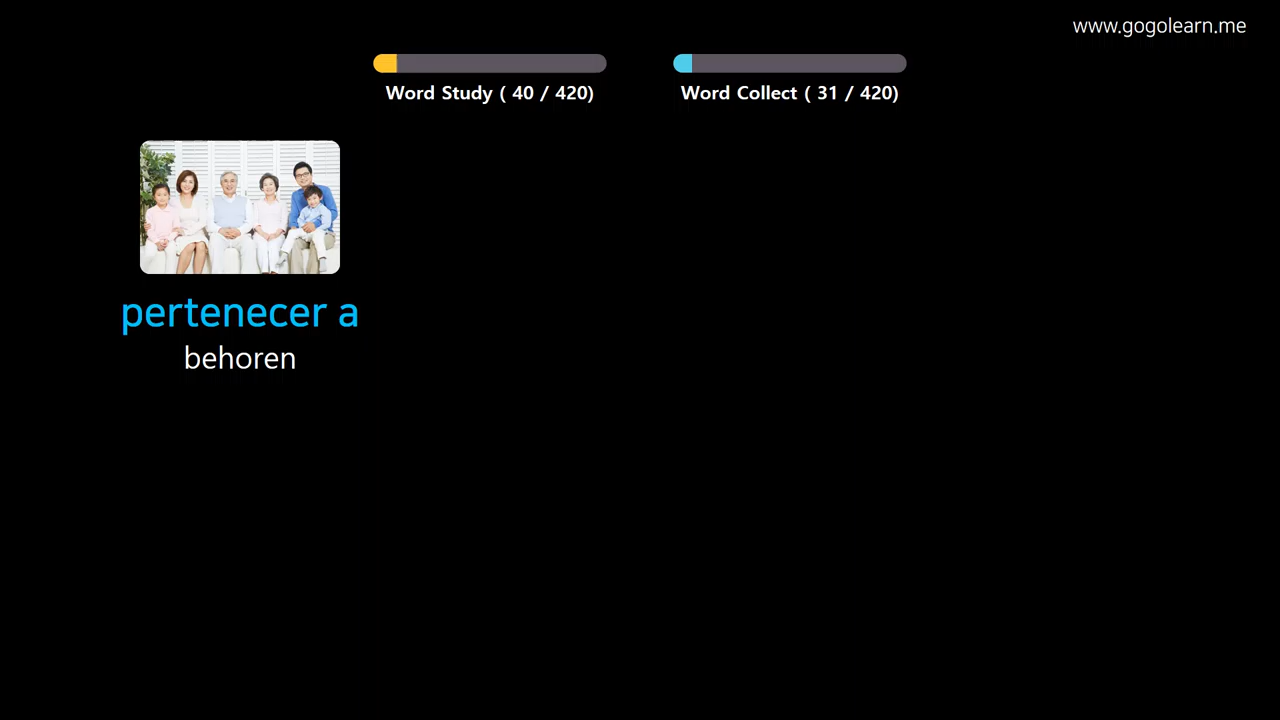 www.gogolearn.me
Word Study ( 40 / 420)
Word Collect ( 31 / 420)
pertenecer a
behoren